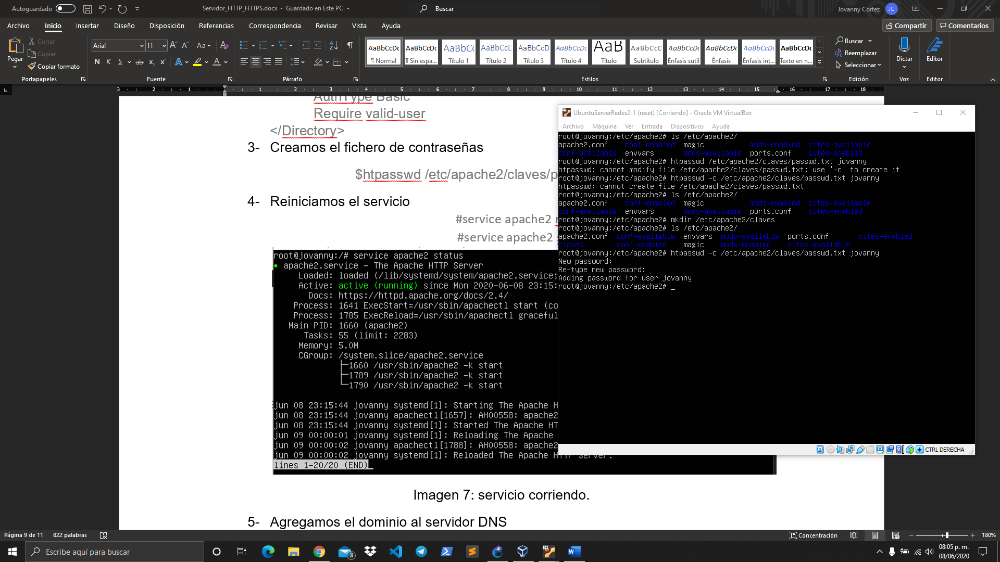 Autoguardado
Servidor_HTTP_HTTPS.docx - Guardado en Este PC
Buscar
Jovanny Cortez
JC
Archivo Inicio Insertar Diseño Disposición Referencias Correspondencia Revisar Vista Ayuda
Compartir Comentarios
Pegar
Cortar
Copiar
Copiar formato
Portapapeles
Arial 11
Aa
N K S ab x₂ x² A A
Fuente
Párrafo
AaBbCcDc ¶ Normal
AaBbCcDc ¶ Sin espa...
AaBbC Título 1
AaBbCcD Título 2
AaBbCcD Título 3
AaBbCcDc Título 4
AaB Título
AaBbCcD Subtítulo
AaBbCcDc Énfasis sutil
AaBbCcDc Énfasis
AaBbCcDc Énfasis int...
AaBbCcDc Texto en n...
Estilos
Buscar
Reemplazar
Seleccionar
Edición
Dictar
Voz
Editor
Editor
3 2 1 1 2 3 4 5 6 7 8 9 10 11 12 13 14 15 16 17 18
AuthType Basic
Require valid-user
</Directory>
3- Creamos el fichero de contraseñas
$htpasswd /etc/apache2/claves/p
4- Reiniciamos el servicio
#service apache2 r
#service apache2
root@jovanny:/# service apache2 status
● apache2.service - The Apache HTTP Server
Loaded: loaded (/lib/systemd/system/apache2.service;
Active: active (running) since Mon 2020-06-08 23:15:
Docs: https://httpd.apache.org/docs/2.4/
Process: 1641 ExecStart=/usr/sbin/apachectl start (co
Process: 1785 ExecReload=/usr/sbin/apachectl graceful
Main PID: 1660 (apache2)
Tasks: 55 (limit: 2283)
Memory: 5.0M
CGroup: /system.slice/apache2.service
├─1660 /usr/sbin/apache2 -k start
├─1789 /usr/sbin/apache2 -k start
└─1790 /usr/sbin/apache2 -k start
jun 08 23:15:44 jovanny systemd[1]: Starting The Apache H
jun 08 23:15:44 jovanny apachectl[1657]: AH00558: apache2
jun 08 23:15:44 jovanny systemd[1]: Started The Apache HT
jun 09 00:00:01 jovanny systemd[1]: Reloading The Apache
jun 09 00:00:02 jovanny apachectl[1788]: AH00558: apache2
jun 09 00:00:02 jovanny systemd[1]: Reloaded The Apache HTTP Server.
lines 1-20/20 (END)
Imagen 7: servicio corriendo.
5- Agregamos el dominio al servidor DNS
UbuntuServerRedes2-1 (reset) [Corriendo] - Oracle VM VirtualBox
Archivo Máquina Ver Entrada Dispositivos Ayuda
root@jovanny:/etc/apache2# ls /etc/apache2/
apache2.conf conf-enabled magic mods-enabled sites-available
conf-available envvars mods-available ports.conf sites-enabled
root@jovanny:/etc/apache2# htpasswd /etc/apache2/claves/passwd.txt jovanny
htpasswd: cannot modify file /etc/apache2/claves/passwd.txt; use '-c' to create it
root@jovanny:/etc/apache2# htpasswd -c /etc/apache2/claves/passwd.txt jovanny
htpasswd: cannot create file /etc/apache2/claves/passwd.txt
root@jovanny:/etc/apache2# ls /etc/apache2/
apache2.conf conf-enabled magic mods-enabled sites-available
conf-available envvars mods-available ports.conf sites-enabled
root@jovanny:/etc/apache2# mkdir /etc/apache2/claves
root@jovanny:/etc/apache2# ls /etc/apache2/
apache2.conf conf-available envvars mods-available ports.conf sites-enabled
claves conf-enabled magic mods-enabled sites-available
root@jovanny:/etc/apache2# htpasswd -c /etc/apache2/claves/passwd.txt jovanny
New password:
Re-type new password:
Adding password for user jovanny
root@jovanny:/etc/apache2# _
CTRL DERECHA
Página 9 de 11 822 palabras
Concentración
180%
Escribe aquí para buscar
3
08:05 p. m.
08/06/2020